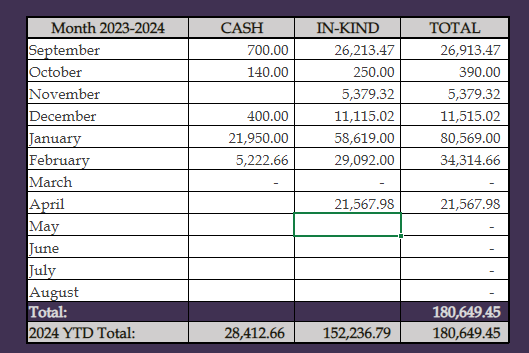 Month 2023-2024 CASH IN-KIND TOTAL
September 700.00 26,213.47 26,913.47
October 140.00 250.00 390.00
November 5,379.32 5,379.32
December 400.00 11,115.02 11,515.02
January 21,950.00 58,619.00 80,569.00
February 5,222.66 29,092.00 34,314.66
March - - -
April 21,567.98 21,567.98
May -
June -
July -
August -
Total: 180,649.45
2024 YTD Total: 28,412.66 152,236.79 180,649.45